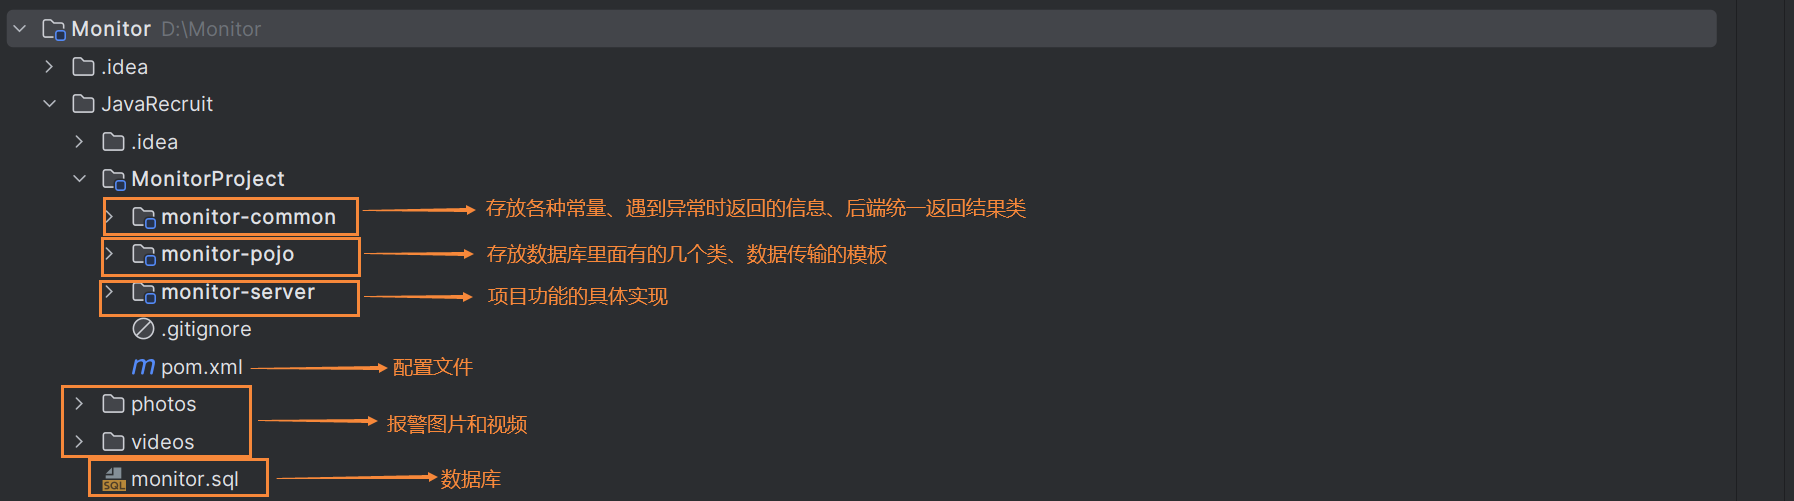 Monitor D:\Monitor
.idea
JavaRecruit
.idea
MonitorProject
monitor-common 存放各种常量、遇到异常时返回的信息、后端统一返回结果类
monitor-pojo 存放数据库里面有的几个类、数据传输的模板
monitor-server 项目功能的具体实现
.gitignore
pom.xml 配置文件
photos
报警图片和视频
videos
monitor.sql 数据库